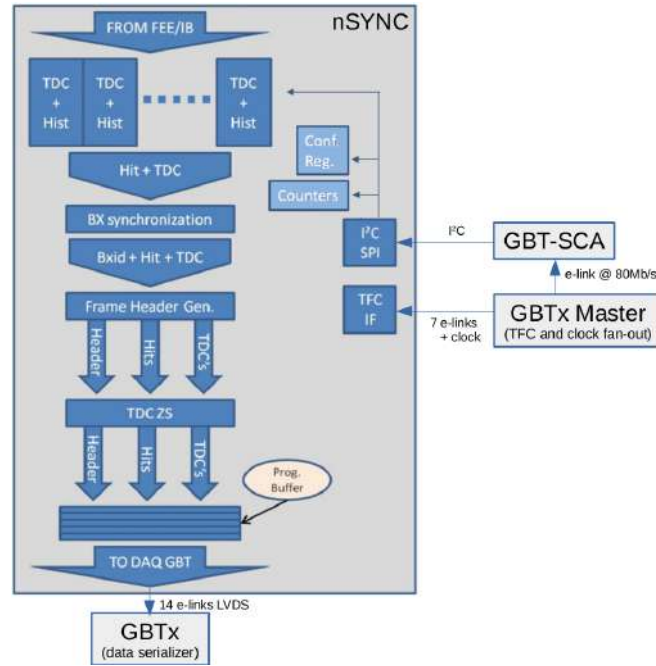 nSYNC
FROM FEE/IB
TDC
+
Hist
TDC
+
Hist
TDC
+
Hist
Hit + TDC
BX synchronization
Bxid + Hit + TDC
Frame Header Gen.
Header
Hits
TDC's
TDC ZS
Header
Hits
TDC's
Prog.
Buffer
TO DAQ GBT
14 e-links LVDS
GBTx
(data serializer)
Conf.
Reg.
Counters
I²C
SPI
TFC
IF
I²C
GBT-SCA
e-link @ 80Mb/s
GBTx Master
(TFC and clock fan-out)
7 e-links
+ clock